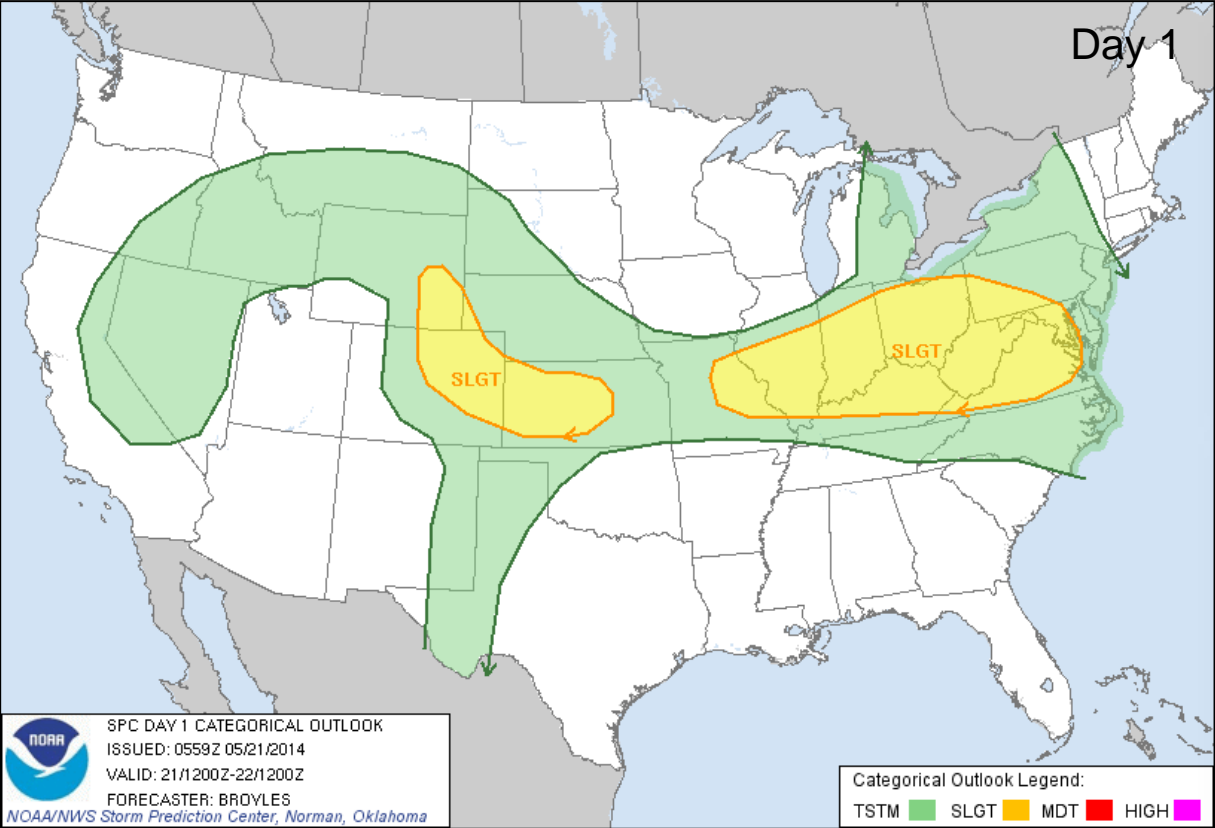 Day 1
SLGT
SLGT
NOAA
SPC DAY 1 CATEGORICAL OUTLOOK
ISSUED: 0559Z 05/21/2014
VALID: 21/1200Z-22/1200Z
FORECASTER: BROYLES
NOAA/NWS Storm Prediction Center, Norman, Oklahoma
Categorical Outlook Legend:
TSTM SLGT MDT HIGH